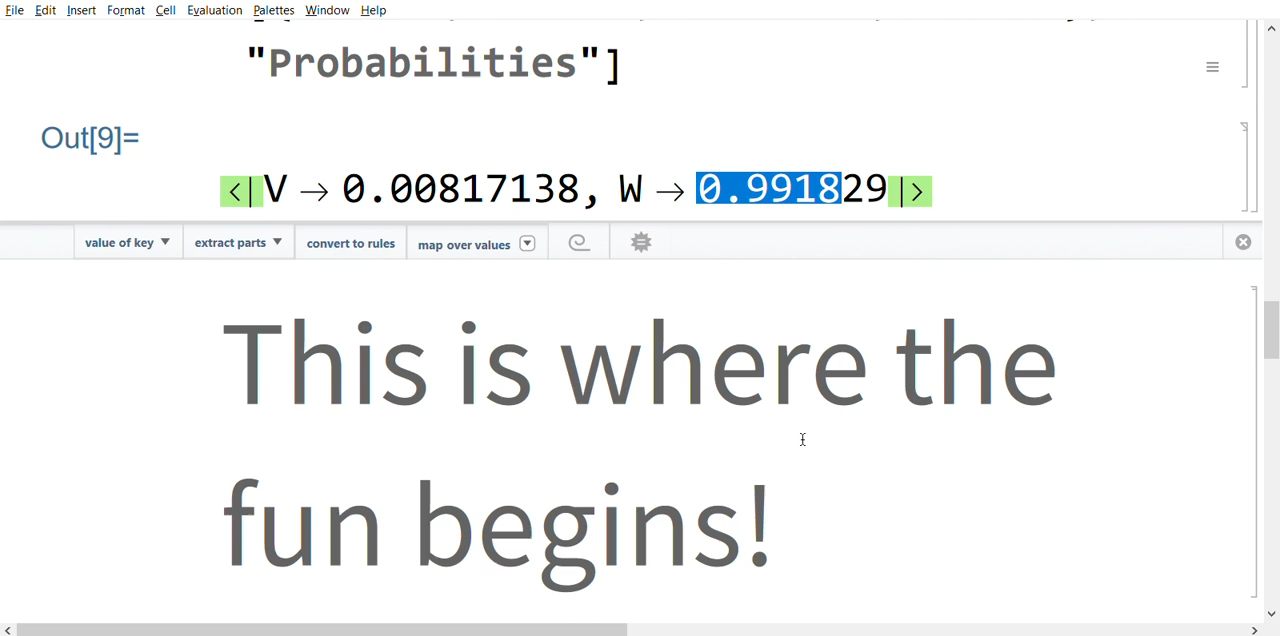 File Edit Insert Format Cell Evaluation Palettes Window Help
"Probabilities"]
Out[9]=
<|V → 0.00817138, W → 0.991829|>
value of key extract parts convert to rules map over values
This is where the
fun begins!